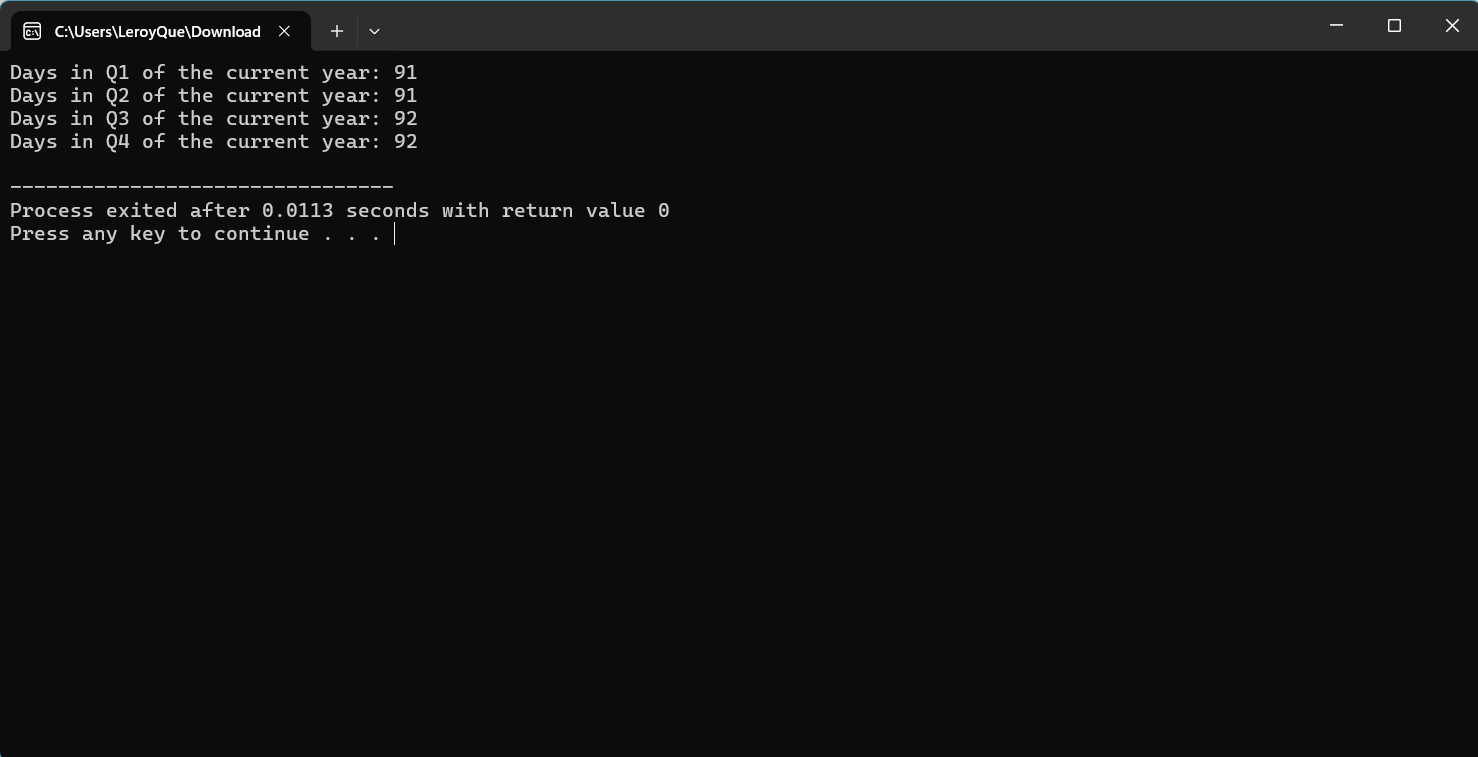 C:\Users\LeroyQue\Download
Days in Q1 of the current year: 91
Days in Q2 of the current year: 91
Days in Q3 of the current year: 92
Days in Q4 of the current year: 92
--------------------------------
Process exited after 0.0113 seconds with return value 0
Press any key to continue . . .